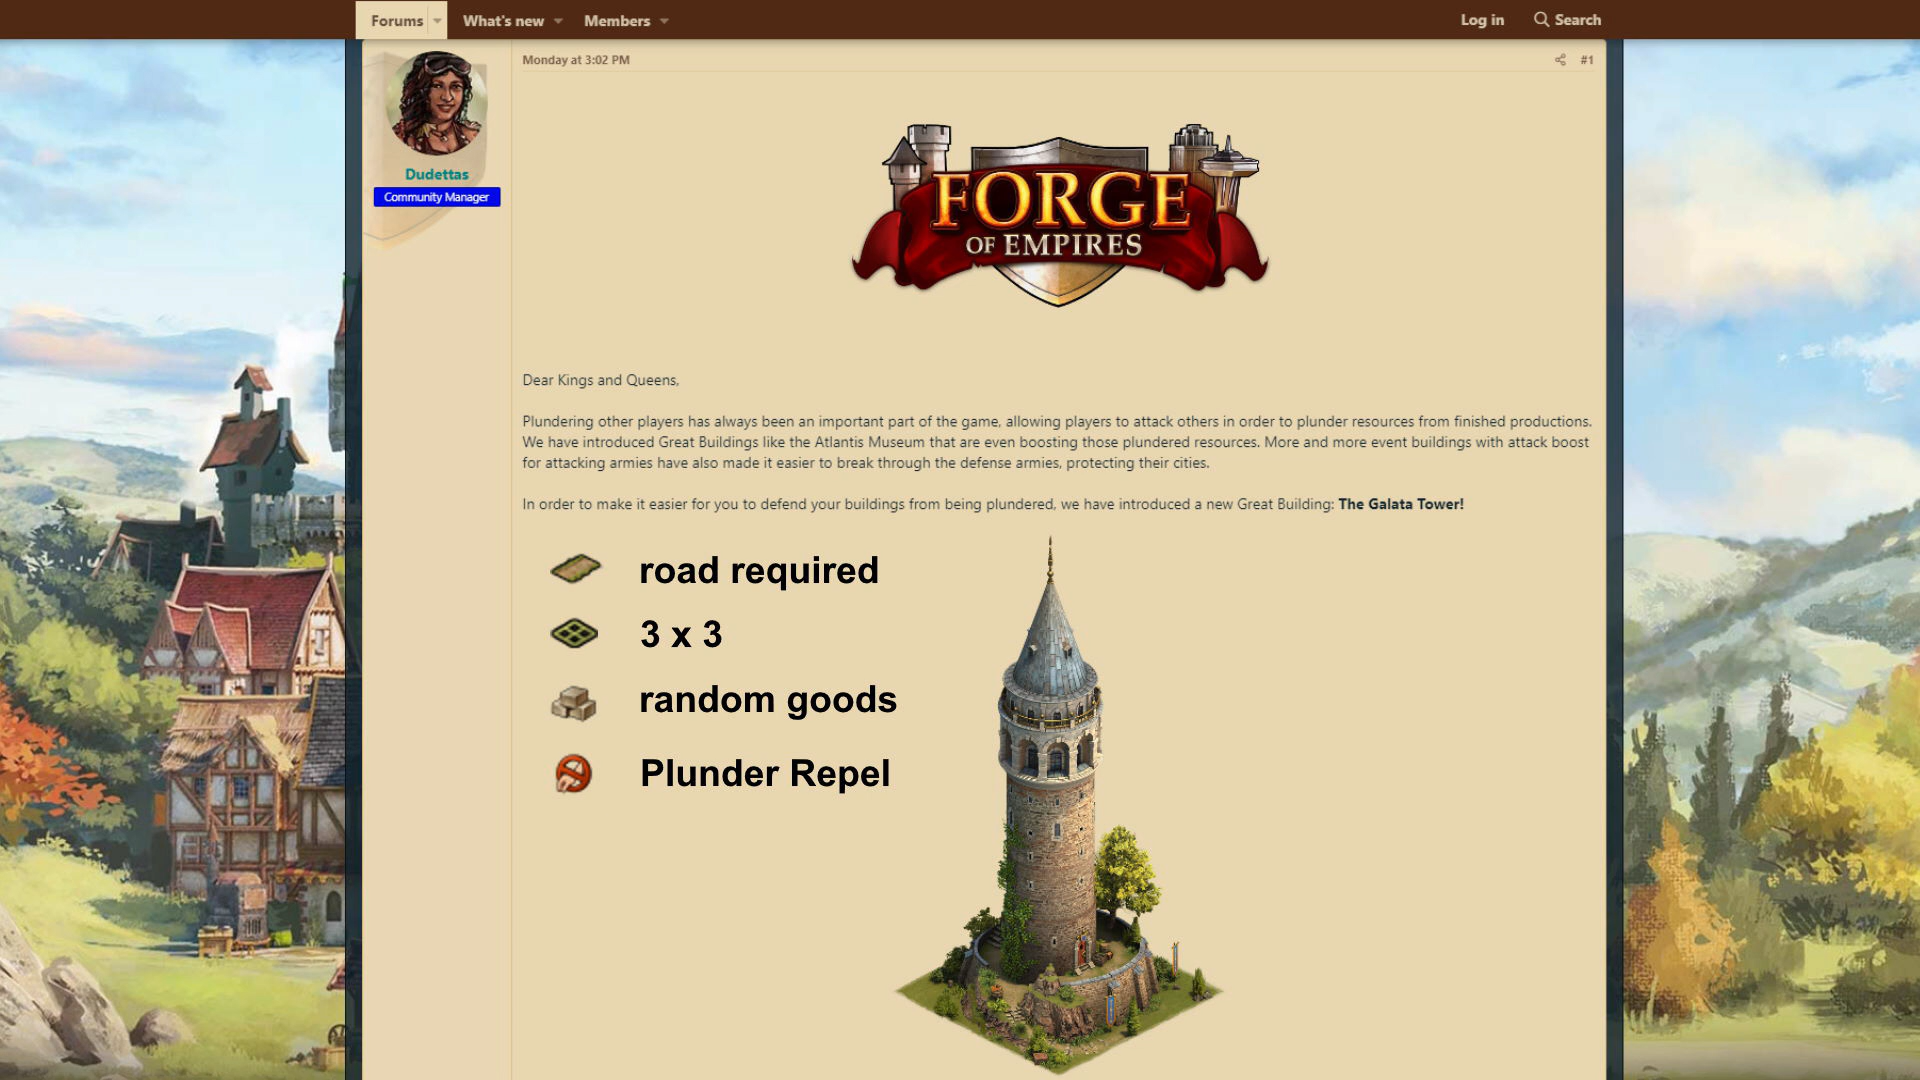 Forums
What's new
Members
Log in
Search
Monday at 3:02 PM
#1
Dudettas
Community Manager
FORGE
OF EMPIRES
Dear Kings and Queens,
Plundering other players has always been an important part of the game, allowing players to attack others in order to plunder resources from finished productions.
We have introduced Great Buildings like the Atlantis Museum that are even boosting those plundered resources. More and more event buildings with attack boost
for attacking armies have also made it easier to break through the defense armies, protecting their cities.
In order to make it easier for you to defend your buildings from being plundered, we have introduced a new Great Building: The Galata Tower!
road required
3 x 3
random goods
Plunder Repel